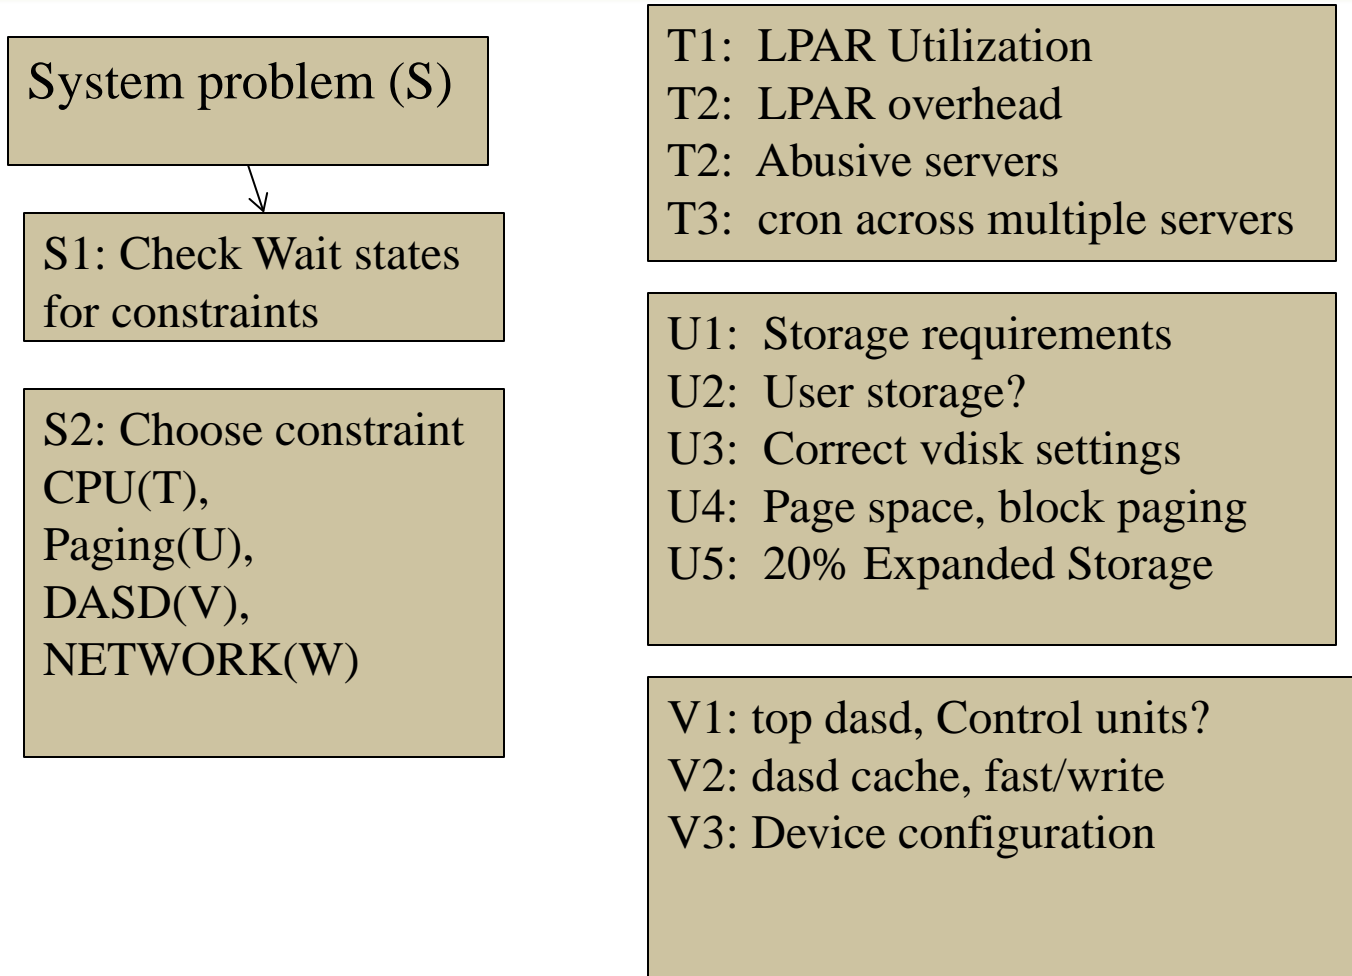 System problem (S)
S1: Check Wait states
for constraints
S2: Choose constraint
CPU(T),
Paging(U),
DASD(V),
NETWORK(W)
T1: LPAR Utilization
T2: LPAR overhead
T2: Abusive servers
T3: cron across multiple servers
U1: Storage requirements
U2: User storage?
U3: Correct vdisk settings
U4: Page space, block paging
U5: 20% Expanded Storage
V1: top dasd, Control units?
V2: dasd cache, fast/write
V3: Device configuration